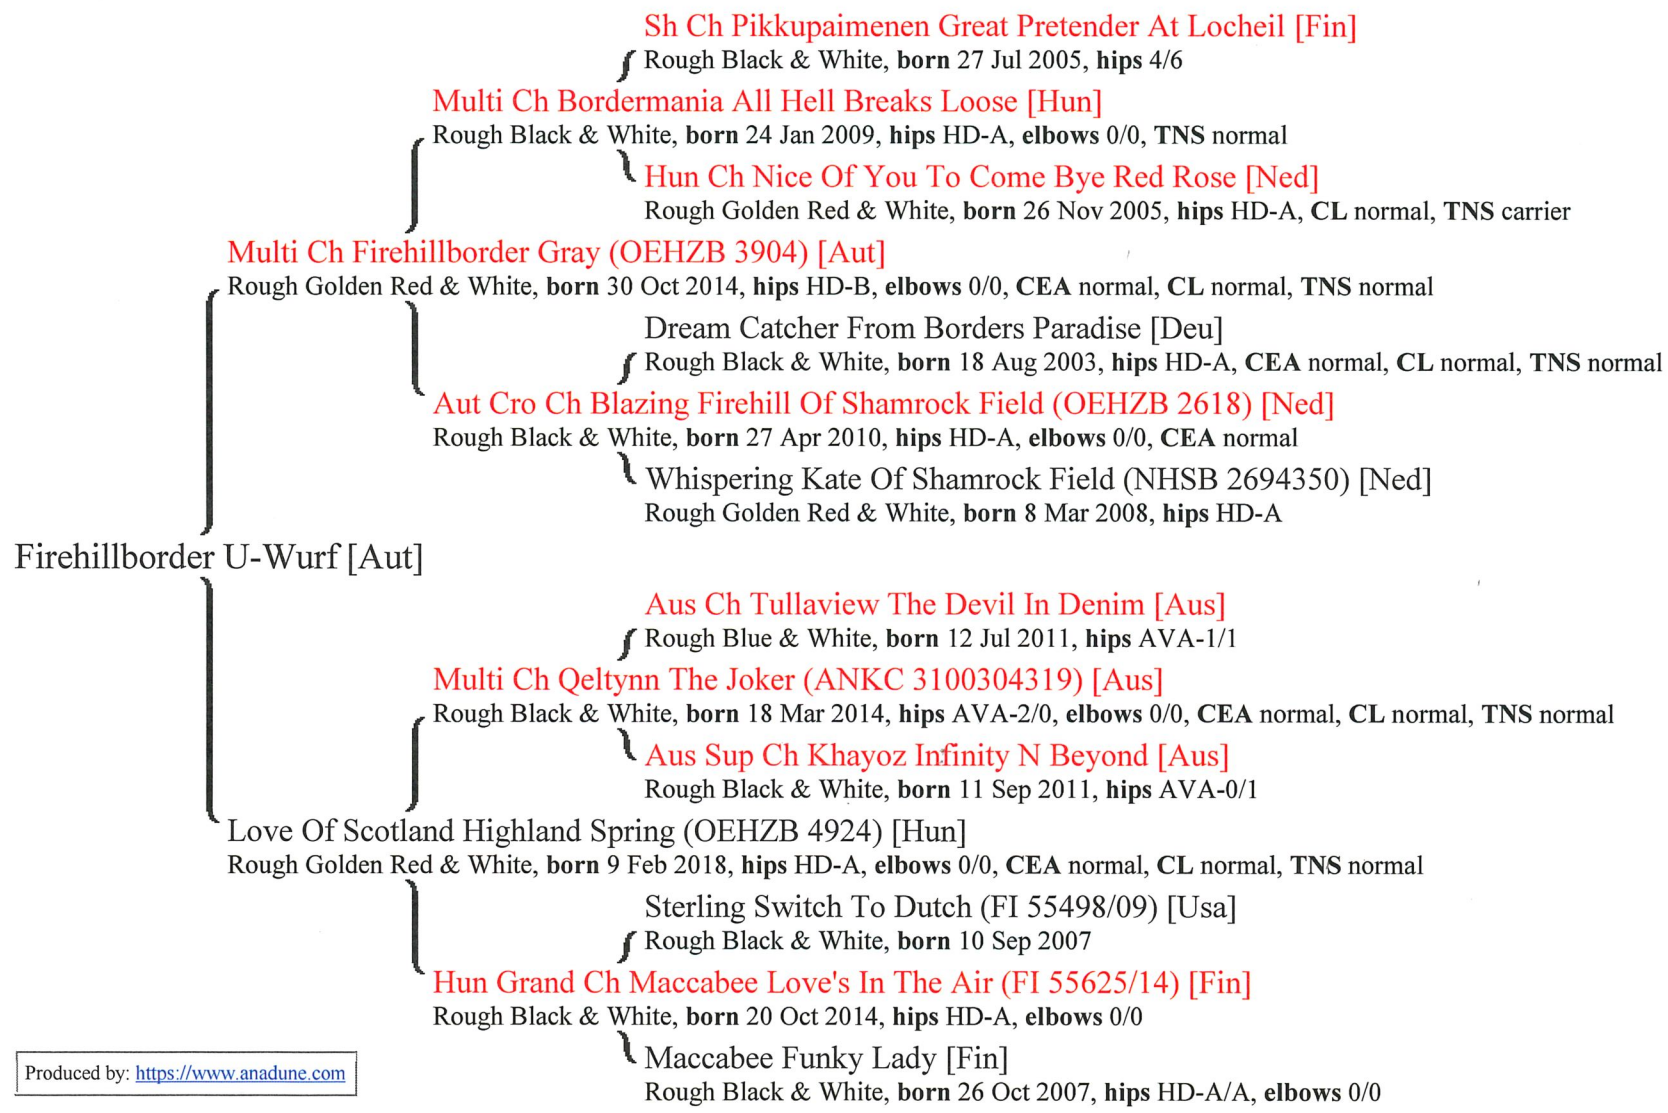 Sh Ch Pikkupaimenen Great Pretender At Locheil [Fin]
Rough Black & White, born 27 Jul 2005, hips 4/6
Multi Ch Bordermania All Hell Breaks Loose [Hun]
Rough Black & White, born 24 Jan 2009, hips HD-A, elbows 0/0, TNS normal
Hun Ch Nice Of You To Come Bye Red Rose [Ned]
Rough Golden Red & White, born 26 Nov 2005, hips HD-A, CL normal, TNS carrier
Multi Ch Firehillborder Gray (OEHZB 3904) [Aut]
Rough Golden Red & White, born 30 Oct 2014, hips HD-B, elbows 0/0, CEA normal, CL normal, TNS normal
Dream Catcher From Borders Paradise [Deu]
Rough Black & White, born 18 Aug 2003, hips HD-A, CEA normal, CL normal, TNS normal
Aut Cro Ch Blazing Firehill Of Shamrock Field (OEHZB 2618) [Ned]
Rough Black & White, born 27 Apr 2010, hips HD-A, elbows 0/0, CEA normal
Whispering Kate Of Shamrock Field (NHSB 2694350) [Ned]
Rough Golden Red & White, born 8 Mar 2008, hips HD-A
Firehillborder U-Wurf [Aut]
Aus Ch Tullaview The Devil In Denim [Aus]
Rough Blue & White, born 12 Jul 2011, hips AVA-1/1
Multi Ch Qeltynn The Joker (ANKC 3100304319) [Aus]
Rough Black & White, born 18 Mar 2014, hips AVA-2/0, elbows 0/0, CEA normal, CL normal, TNS normal
Aus Sup Ch Khayoz Infinity N Beyond [Aus]
Rough Black & White, born 11 Sep 2011, hips AVA-0/1
Love Of Scotland Highland Spring (OEHZB 4924) [Hun]
Rough Golden Red & White, born 9 Feb 2018, hips HD-A, elbows 0/0, CEA normal, CL normal, TNS normal
Sterling Switch To Dutch (FI 55498/09) [Usa]
Rough Black & White, born 10 Sep 2007
Hun Grand Ch Maccabee Love's In The Air (FI 55625/14) [Fin]
Rough Black & White, born 20 Oct 2014, hips HD-A, elbows 0/0
Maccabee Funky Lady [Fin]
Rough Black & White, born 26 Oct 2007, hips HD-A/A, elbows 0/0
Produced by: https://www.anadune.com